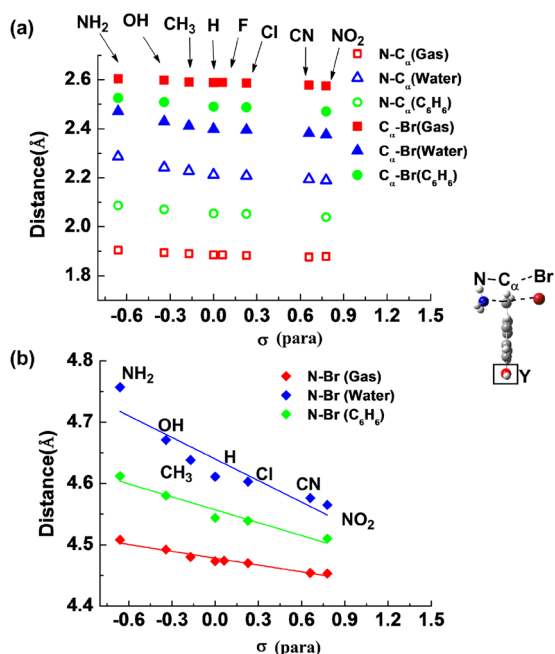 (a)
NH₂ OH CH₃ H F Cl CN NO₂
N-Cα(Gas)
N-Cα(Water)
N-Cα(C₆H₆)
Cα-Br(Gas)
Cα-Br(Water)
Cα-Br(C₆H₆)
Distance(Å)
2.6
2.4
2.2
2.0
1.8
-0.6 -0.3 0.0 0.3 0.6 0.9 1.2 1.5
σ (para)
N Cα Br
Y
(b)
NH₂ OH CH₃ H Cl CN NO₂
N-Br (Gas)
N-Br (Water)
N-Br (C₆H₆)
Distance(Å)
4.8
4.7
4.6
4.5
4.4
-0.6 -0.3 0.0 0.3 0.6 0.9 1.2 1.5
σ (para)